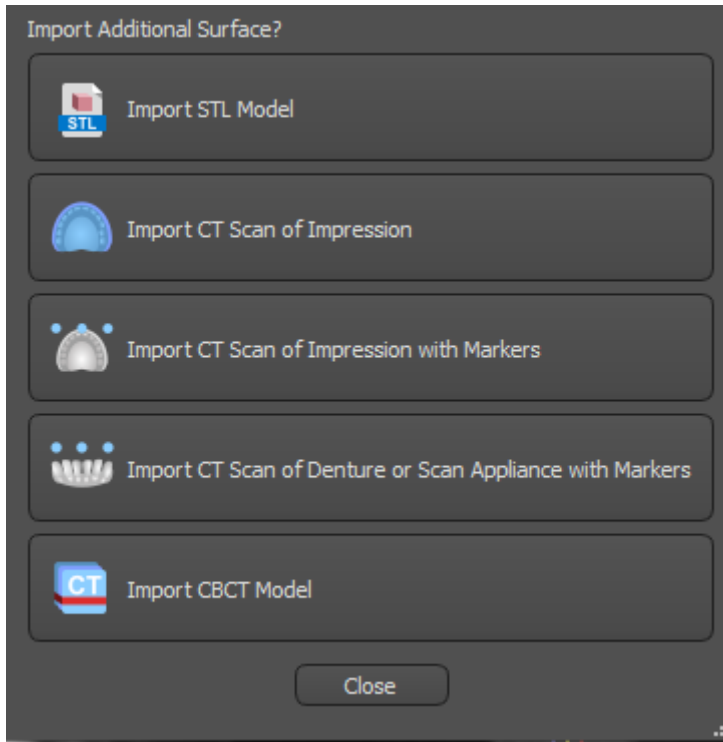 Import Additional Surface?
STL
Import STL Model
Import CT Scan of Impression
Import CT Scan of Impression with Markers
Import CT Scan of Denture or Scan Appliance with Markers
CT
Import CBCT Model
Close